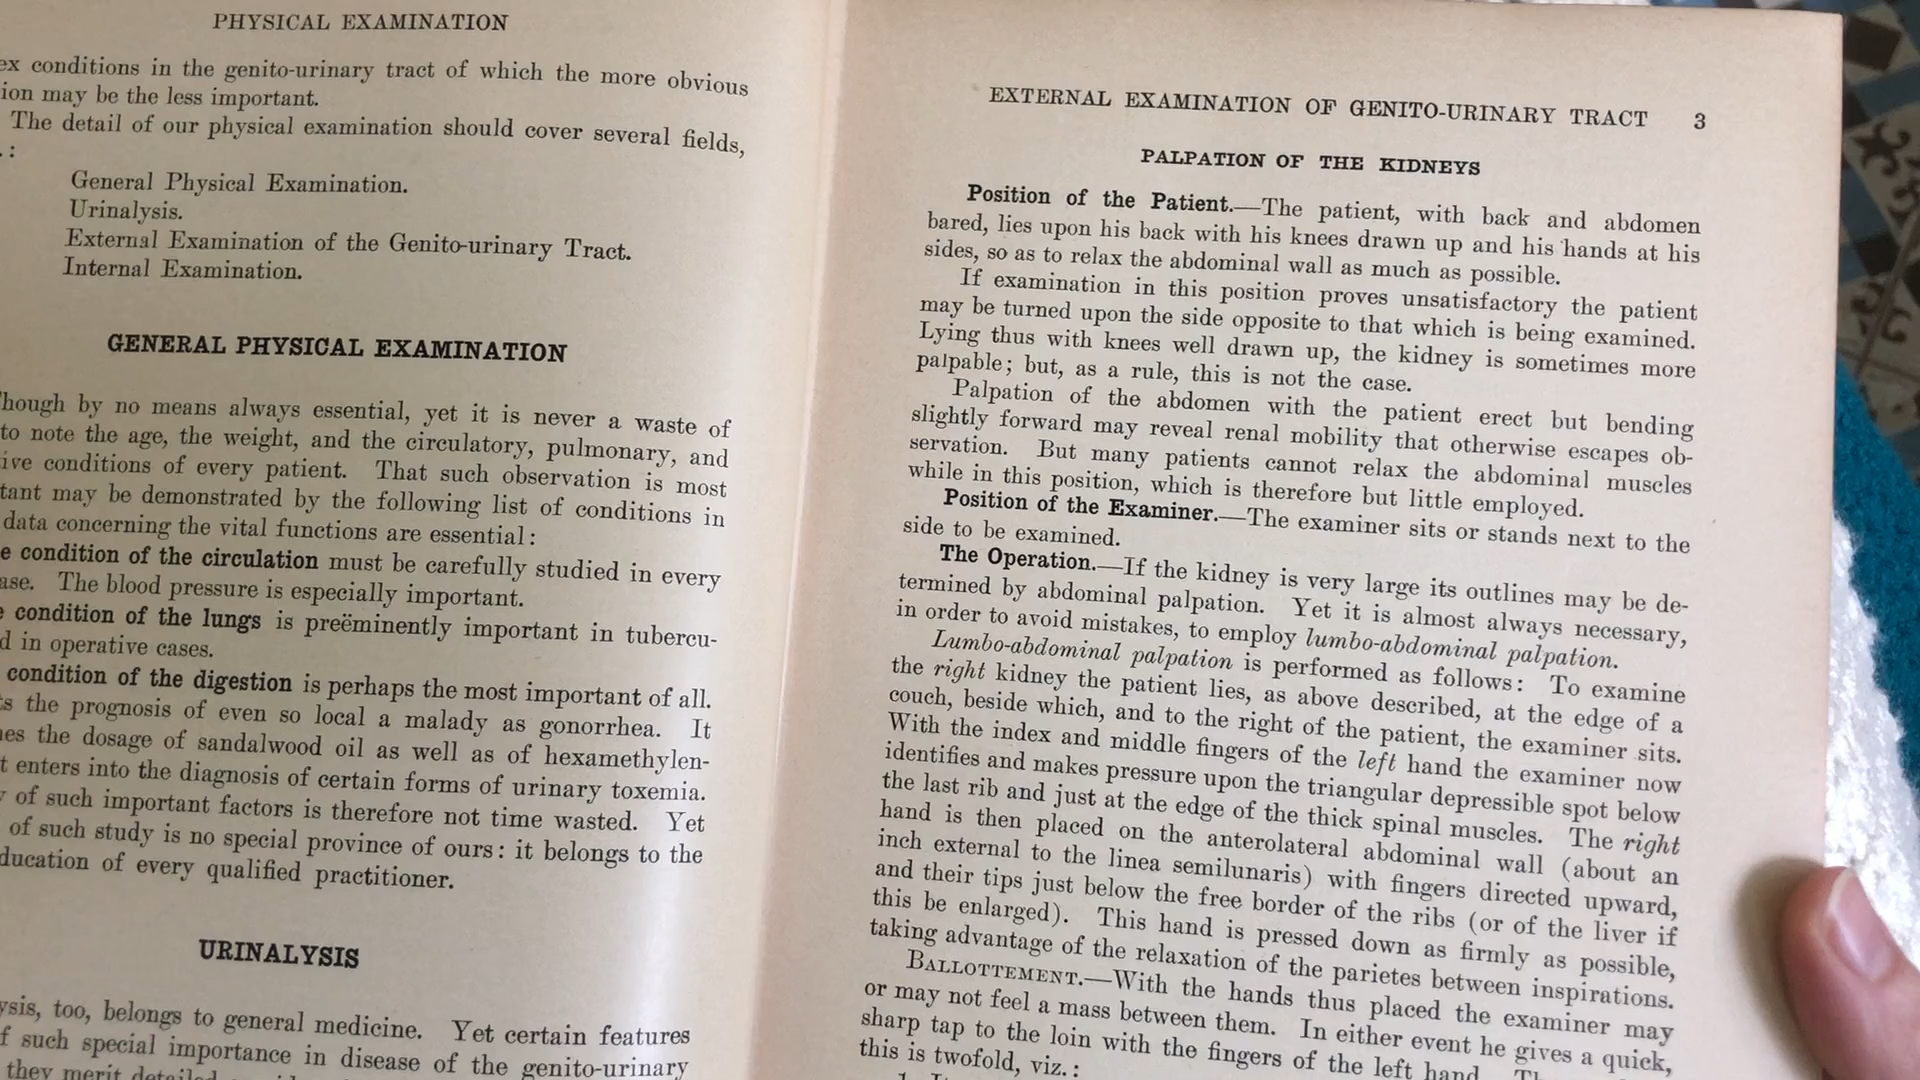 PHYSICAL EXAMINATION
ex conditions in the genito-urinary tract of which the more obvious
ion may be the less important.
The detail of our physical examination should cover several fields,
.:
General Physical Examination.
Urinalysis.
External Examination of the Genito-urinary Tract.
Internal Examination.
GENERAL PHYSICAL EXAMINATION
hough by no means always essential, yet it is never a waste of
to note the age, the weight, and the circulatory, pulmonary, and
ive conditions of every patient. That such observation is most
tant may be demonstrated by the following list of conditions in
data concerning the vital functions are essential:
e condition of the circulation must be carefully studied in every
ase. The blood pressure is especially important.
e condition of the lungs is preëminently important in tubercu-
d in operative cases.
condition of the digestion is perhaps the most important of all.
s the prognosis of even so local a malady as gonorrhea. It
es the dosage of sandalwood oil as well as of hexamethylen-
t enters into the diagnosis of certain forms of urinary toxemia.
y of such important factors is therefore not time wasted. Yet
of such study is no special province of ours: it belongs to the
ducation of every qualified practitioner.
URINALYSIS
ysis, too, belongs to general medicine. Yet certain features
f such special importance in disease of the genito-urinary
they merit detailed
EXTERNAL EXAMINATION OF GENITO-URINARY TRACT 3
PALPATION OF THE KIDNEYS
Position of the Patient.—The patient, with back and abdomen
bared, lies upon his back with his knees drawn up and his hands at his
sides, so as to relax the abdominal wall as much as possible.
If examination in this position proves unsatisfactory the patient
may be turned upon the side opposite to that which is being examined.
Lying thus with knees well drawn up, the kidney is sometimes more
palpable; but, as a rule, this is not the case.
Palpation of the abdomen with the patient erect but bending
slightly forward may reveal renal mobility that otherwise escapes ob-
servation. But many patients cannot relax the abdominal muscles
while in this position, which is therefore but little employed.
Position of the Examiner.—The examiner sits or stands next to the
side to be examined.
The Operation.—If the kidney is very large its outlines may be de-
termined by abdominal palpation. Yet it is almost always necessary,
in order to avoid mistakes, to employ lumbo-abdominal palpation.
Lumbo-abdominal palpation is performed as follows: To examine
the right kidney the patient lies, as above described, at the edge of a
couch, beside which, and to the right of the patient, the examiner sits.
With the index and middle fingers of the left hand the examiner now
identifies and makes pressure upon the triangular depressible spot below
the last rib and just at the edge of the thick spinal muscles. The right
hand is then placed on the anterolateral abdominal wall (about an
inch external to the linea semilunaris) with fingers directed upward,
and their tips just below the free border of the ribs (or of the liver if
this be enlarged). This hand is pressed down as firmly as possible,
taking advantage of the relaxation of the parietes between inspirations.
BALLOTTEMENT.—With the hands thus placed the examiner may
or may not feel a mass between them. In either event he gives a quick,
sharp tap to the loin with the fingers of the left hand.
this is twofold, viz.: